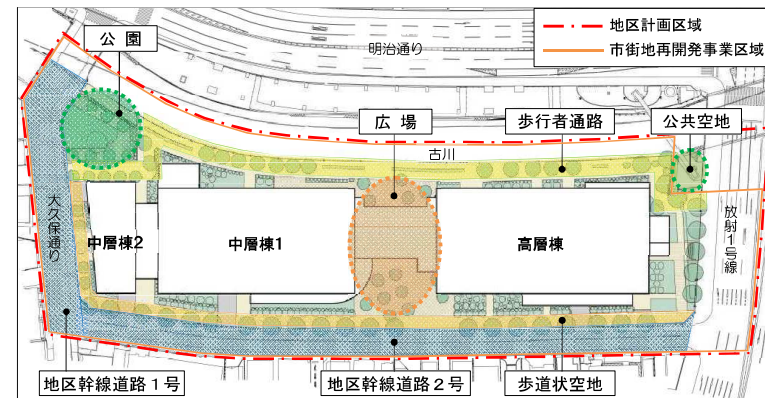 地区計画区域
市街地再開発事業区域
公園
明治通り
広場
歩行者通路
公共空地
古川
大久保通り
中層棟2
中層棟1
高層棟
放射1号線
地区幹線道路1号
地区幹線道路2号
歩道状空地